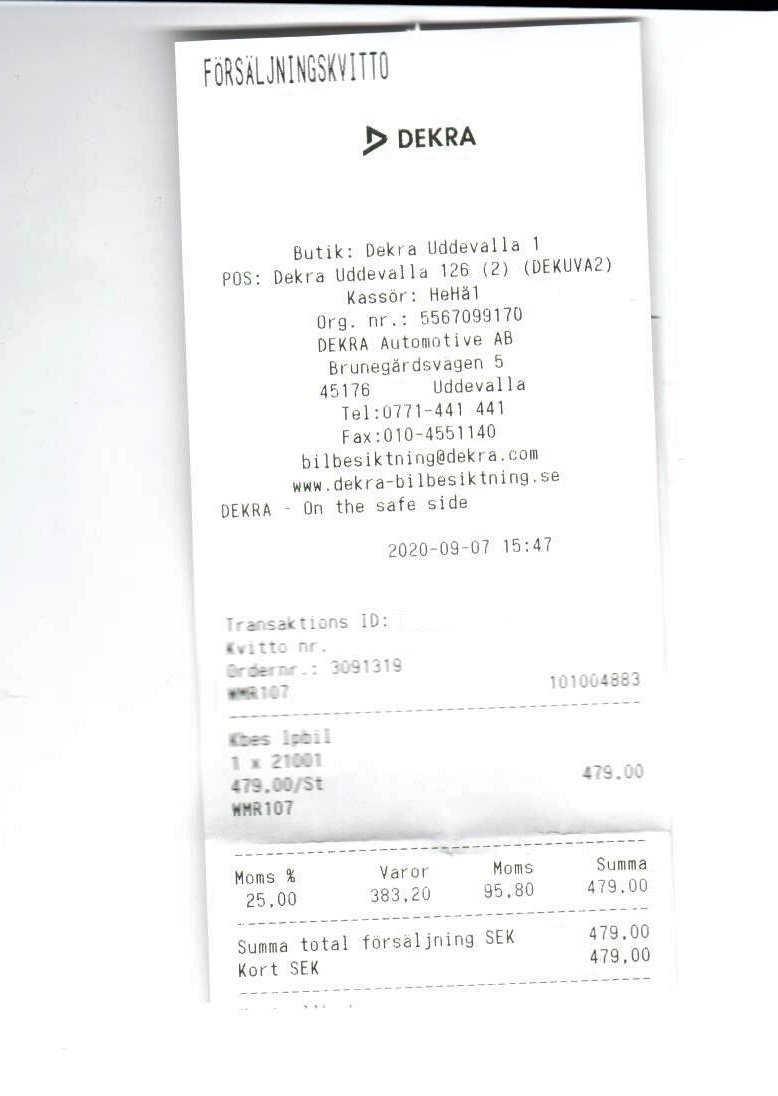 FÖRSÄLJNINGSKVITTO
DEKRA
Butik: Dekra Uddevalla 1
POS: Dekra Uddevalla 126 (2) (DEKUVA2)
Kassör: HeHä1
Org. nr.: 5567099170
DEKRA Automotive AB
Brunegärdsvägen 5
45176 Uddevalla
Tel:0771-441 441
Fax:010-4551140
bilbesiktning@dekra.com
www.dekra-bilbesiktning.se
DEKRA - On the safe side
2020-09-07 15:47
Transaktions ID:
Kvitto nr.
Ordernr.: 3091319
WMR107 101004883
Kbes lpbil
1 x 21001
479.00/St 479.00
WMR107
Moms % Varor Moms Summa
25,00 383,20 95,80 479.00
Summa total försäljning SEK 479,00
Kort SEK 479,00